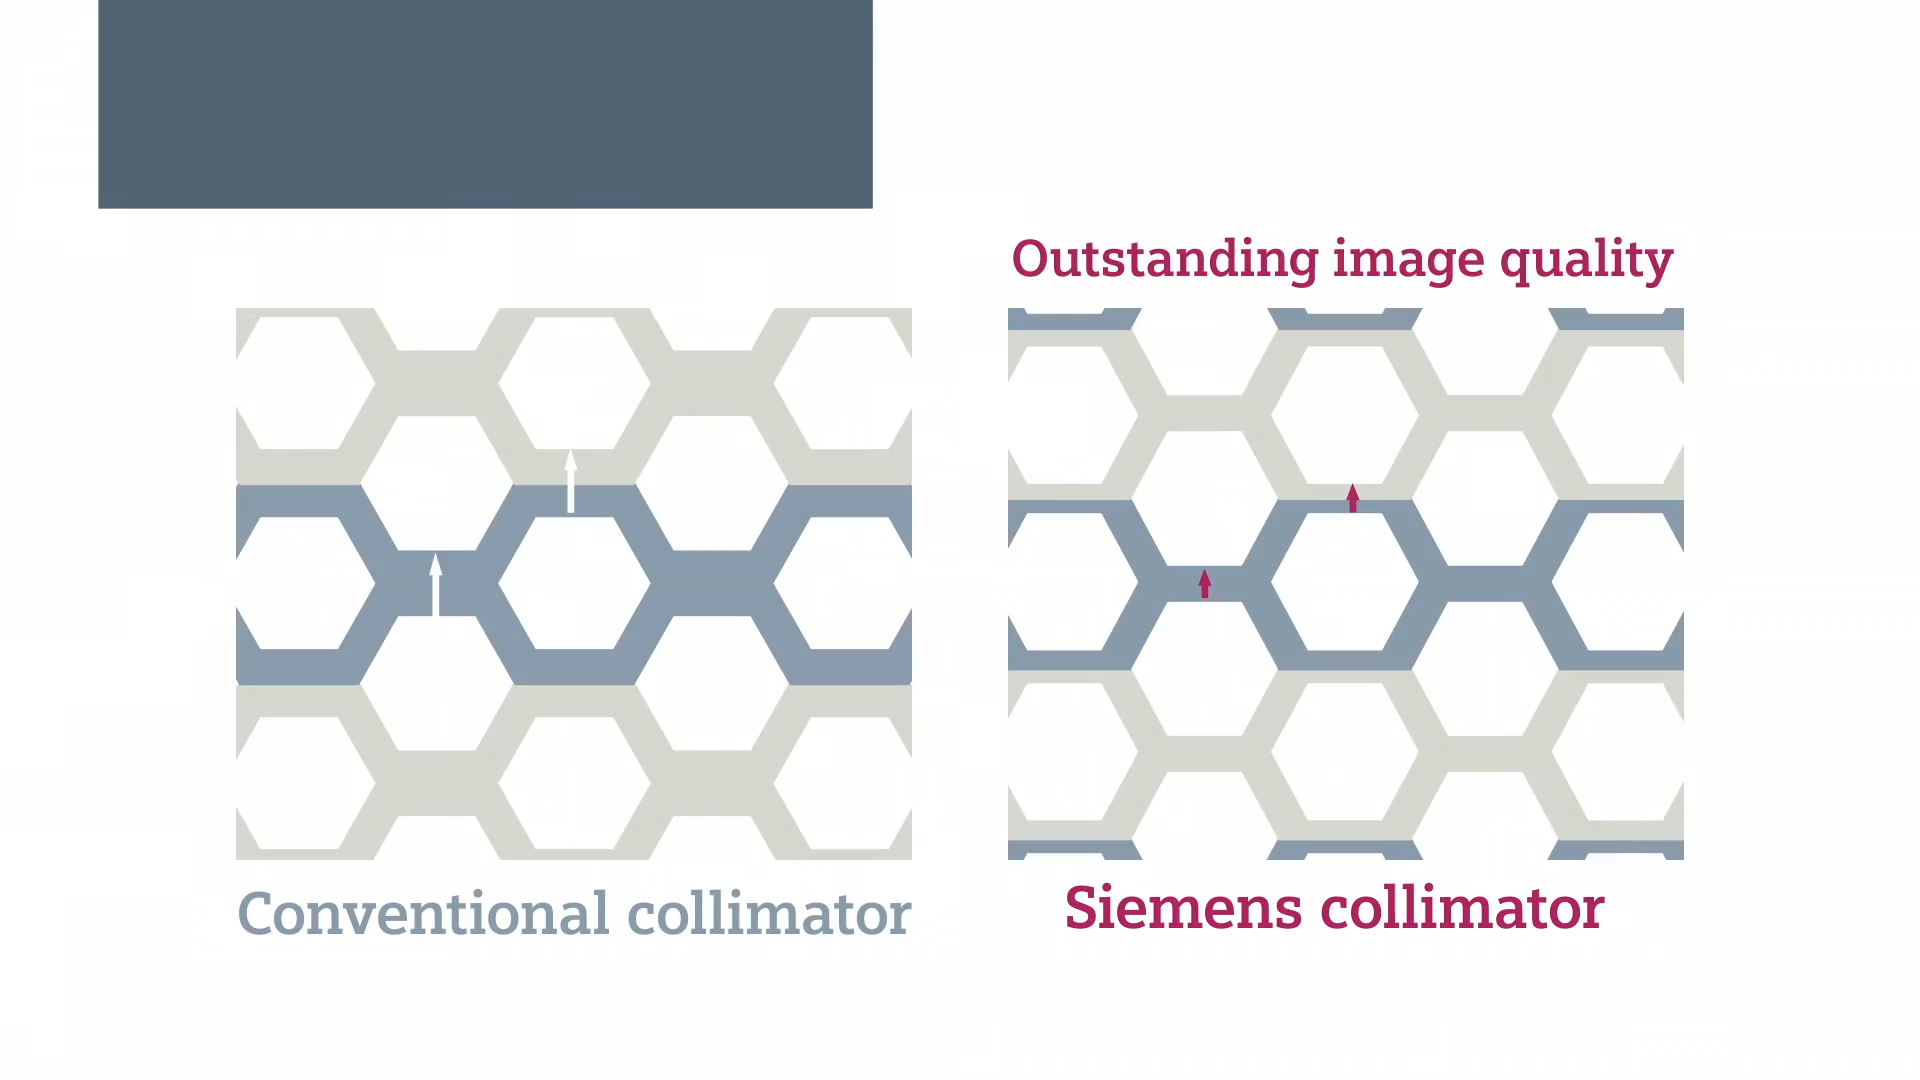 Outstanding image quality
Conventional collimator
Siemens collimator